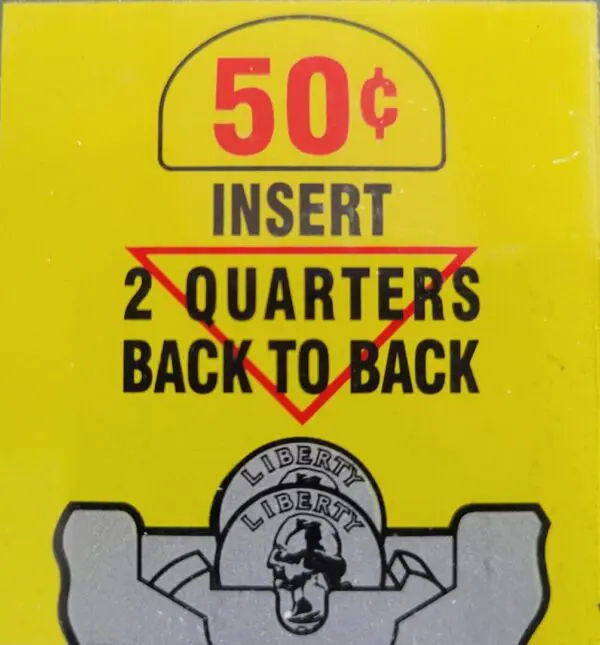 50¢
INSERT
2 QUARTERS
BACK TO BACK
LIBERTY
LIBERTY